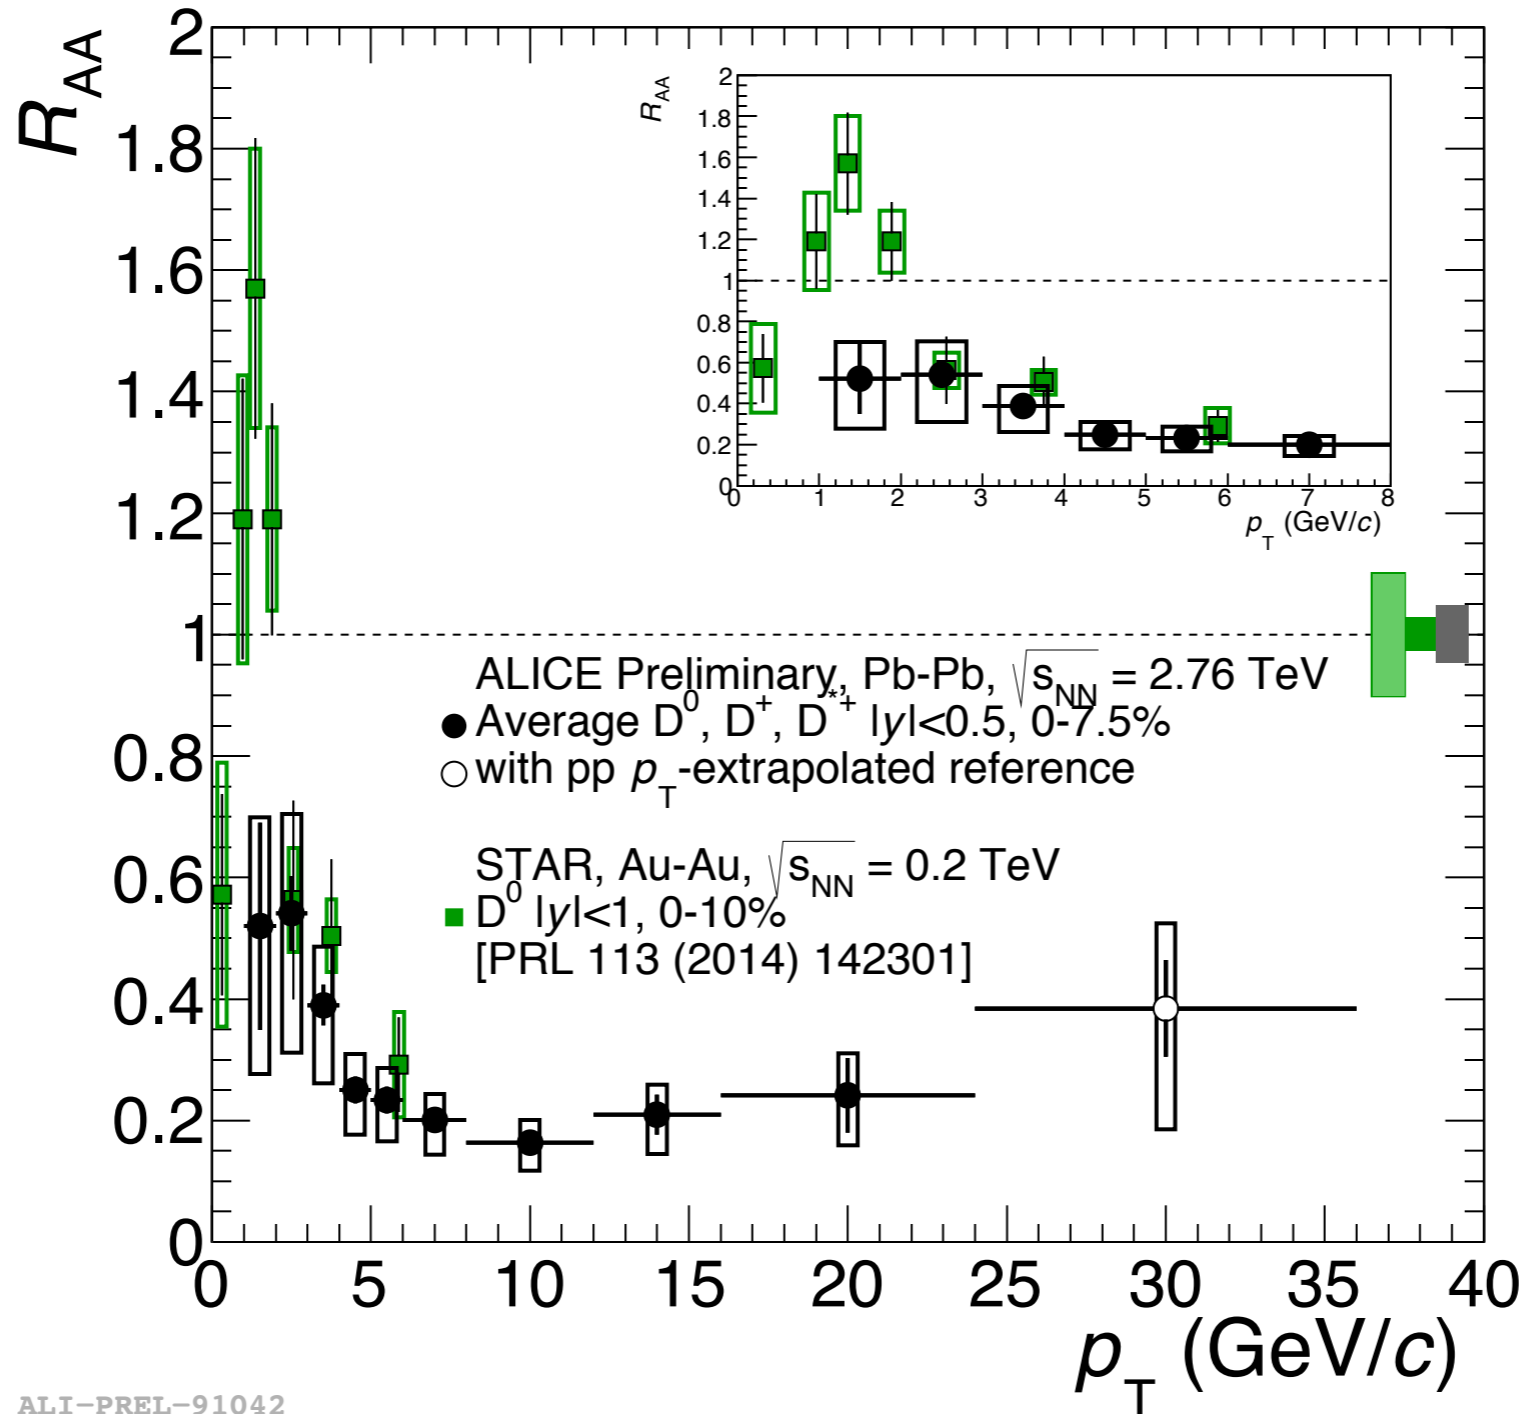 R_AA
2
1.8
1.6
1.4
1.2
1
0.8
0.6
0.4
0.2
0
R_AA
2
1.8
1.6
1.4
1.2
1
0.8
0.6
0.4
0.2
0
0 1 2 3 4 5 6 7 8
p_T (GeV/c)
ALICE Preliminary, Pb-Pb, √s_NN = 2.76 TeV
Average D⁰, D⁺, D*⁺ |y|<0.5, 0-7.5%
with pp p_T-extrapolated reference
STAR, Au-Au, √s_NN = 0.2 TeV
D⁰ |y|<1, 0-10%
[PRL 113 (2014) 142301]
0 5 10 15 20 25 30 35 40
p_T (GeV/c)
ALI-PREL-91042